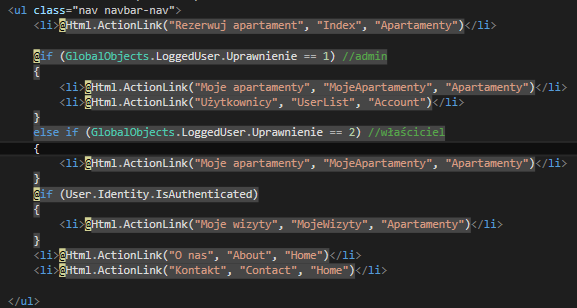 <ul class="nav navbar-nav">
<li>@Html.ActionLink("Rezerwuj apartament", "Index", "Apartamenty")</li>
@if (GlobalObjects.LoggedUser.Uprawnienie == 1) //admin
{
<li>@Html.ActionLink("Moje apartamenty", "MojeApartamenty", "Apartamenty")</li>
<li>@Html.ActionLink("Użytkownicy", "UserList", "Account")</li>
}
else if (GlobalObjects.LoggedUser.Uprawnienie == 2) //właściciel
{
<li>@Html.ActionLink("Moje apartamenty", "MojeApartamenty", "Apartamenty")</li>
}
@if (User.Identity.IsAuthenticated)
{
<li>@Html.ActionLink("Moje wizyty", "MojeWizyty", "Apartamenty")</li>
}
<li>@Html.ActionLink("O nas", "About", "Home")</li>
<li>@Html.ActionLink("Kontakt", "Contact", "Home")</li>
</ul>